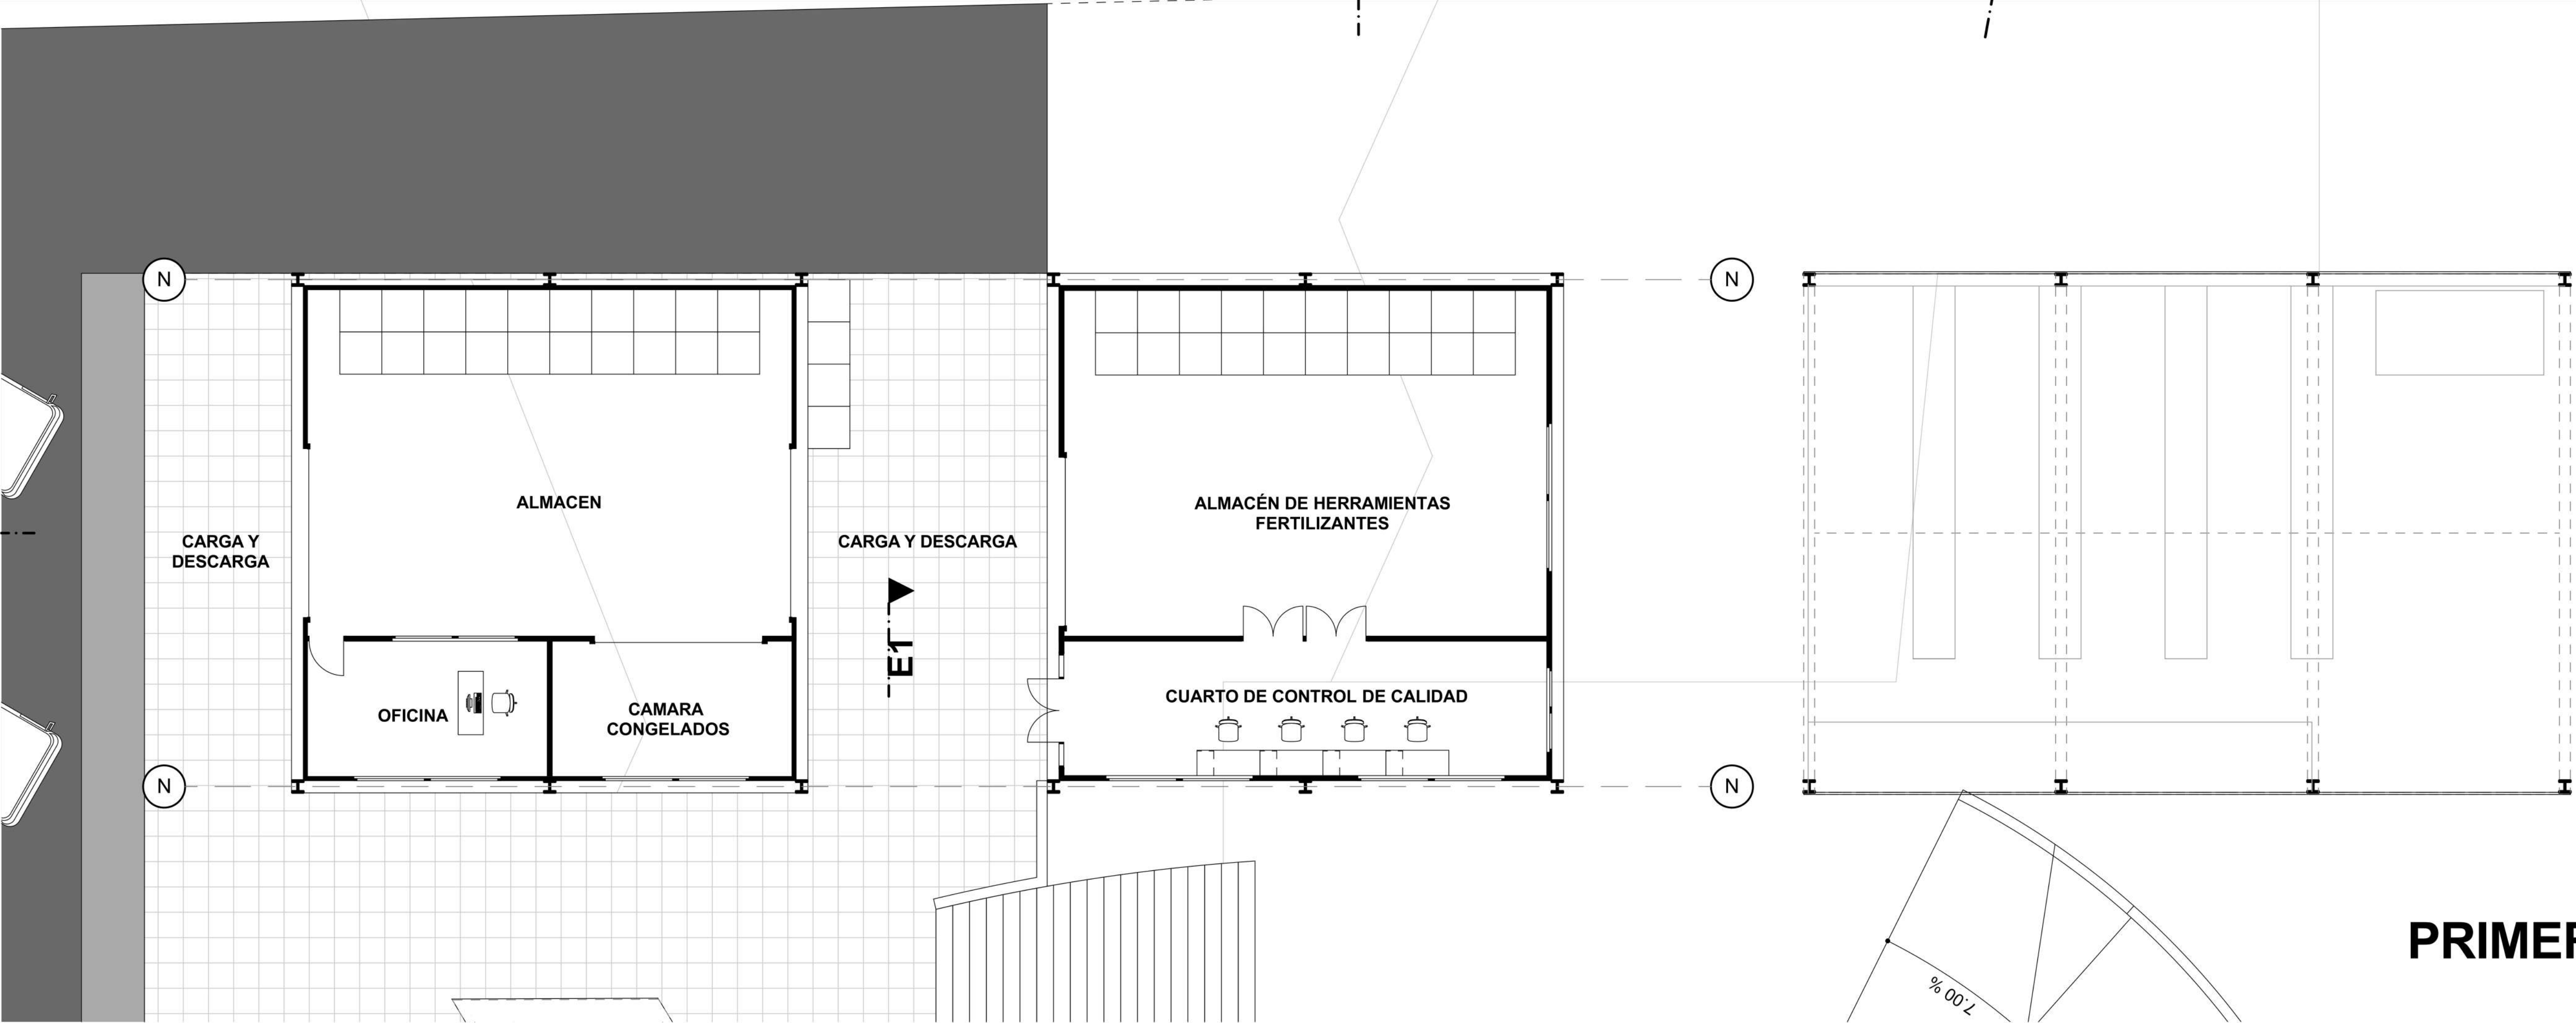 N
N
ALMACEN
ALMACÉN DE HERRAMIENTAS
FERTILIZANTES
CARGA Y
DESCARGA
CARGA Y DESCARGA
E1
OFICINA
CAMARA
CONGELADOS
CUARTO DE CONTROL DE CALIDAD
N
N
PRIMER
7.00 %